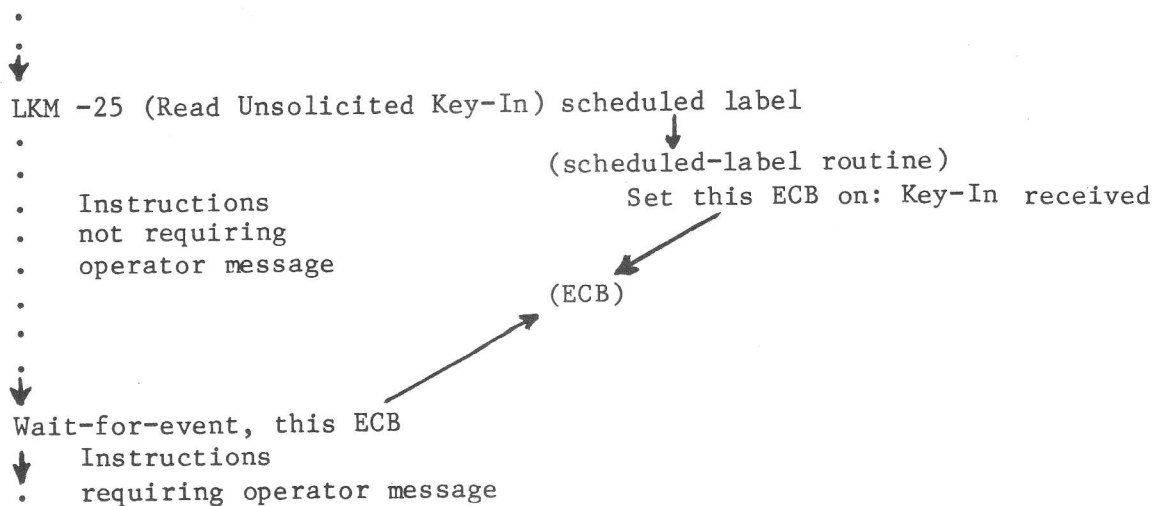 LKM -25 (Read Unsolicited Key-In) scheduled label
(scheduled-label routine)
Set this ECB on: Key-In received
Instructions
not requiring
operator message
(ECB)
Wait-for-event, this ECB
Instructions
requiring operator message